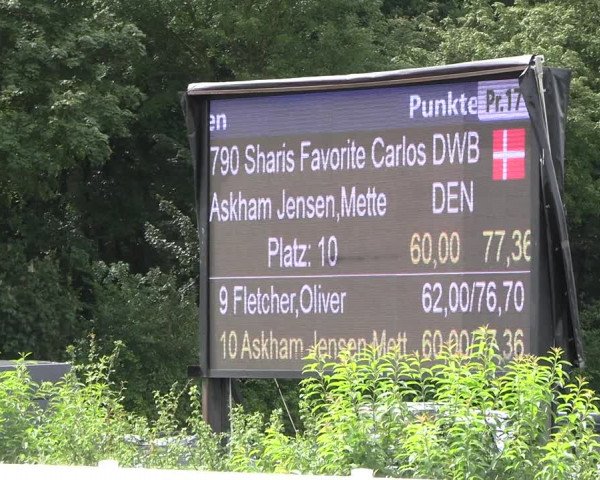 en Punkte Pr.17
790 Sharis Favorite Carlos DWB
Askham Jensen,Mette DEN
Platz: 10 60,00 77,36
9 Fletcher,Oliver 62,00/76,70
10 Askham Jensen Mett.. 60,00/77,36